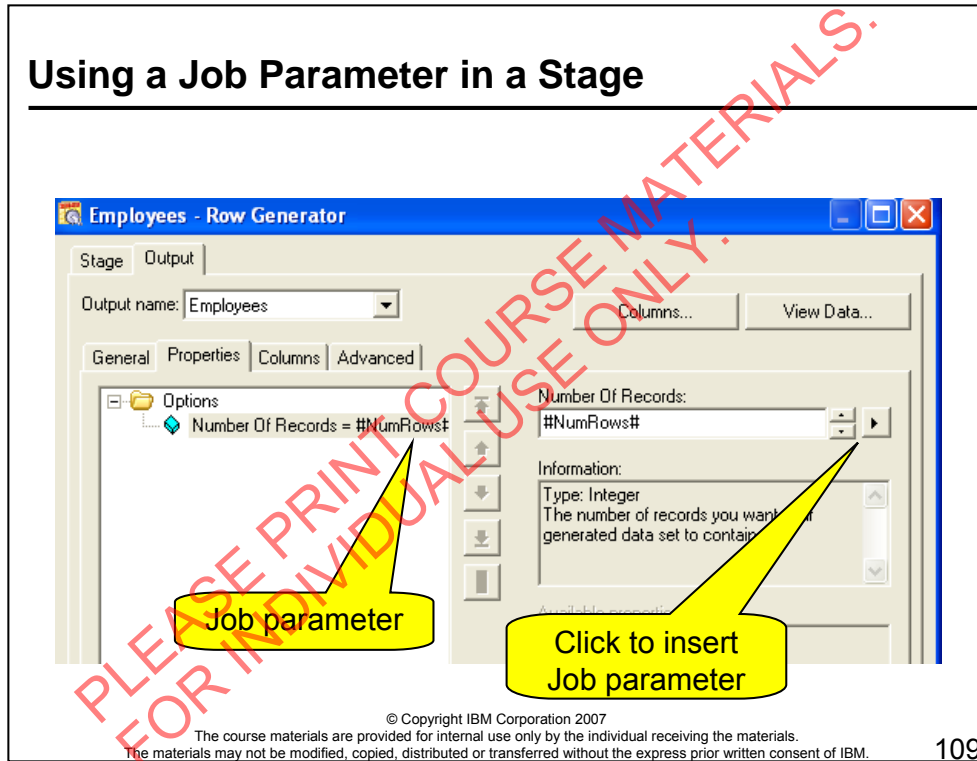 Using a Job Parameter in a Stage
PLEASE PRINT COURSE MATERIALS.
FOR INDIVIDUAL USE ONLY.
Employees - Row Generator
Stage Output
Output name: Employees
Columns... View Data...
General Properties Columns Advanced
Options
Number Of Records = #NumRows#
Number Of Records:
#NumRows#
Information:
Type: Integer
The number of records you want
generated data set to contain
Job parameter
Click to insert
Job parameter
© Copyright IBM Corporation 2007
The course materials are provided for internal use only by the individual receiving the materials.
The materials may not be modified, copied, distributed or transferred without the express prior written consent of IBM.
109